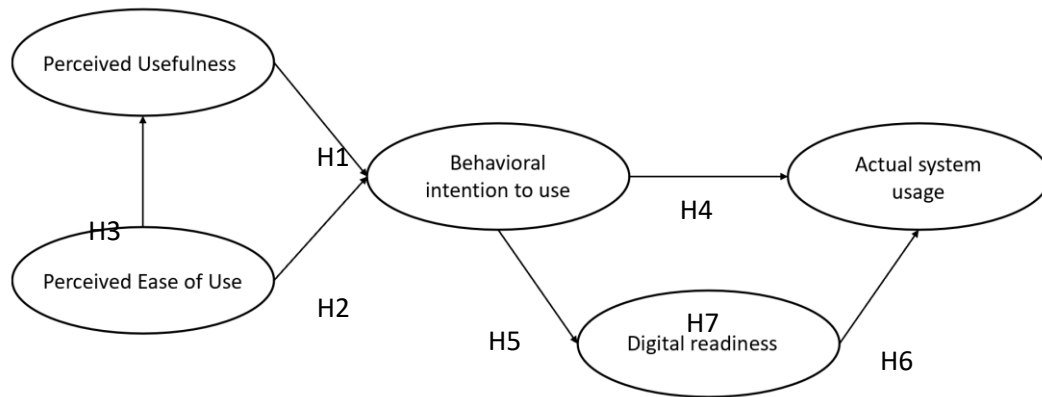 Perceived Usefulness
H1
Behavioral
intention to use
Actual system
usage
H4
H3
Perceived Ease of Use
H2
H7
H5
Digital readiness
H6